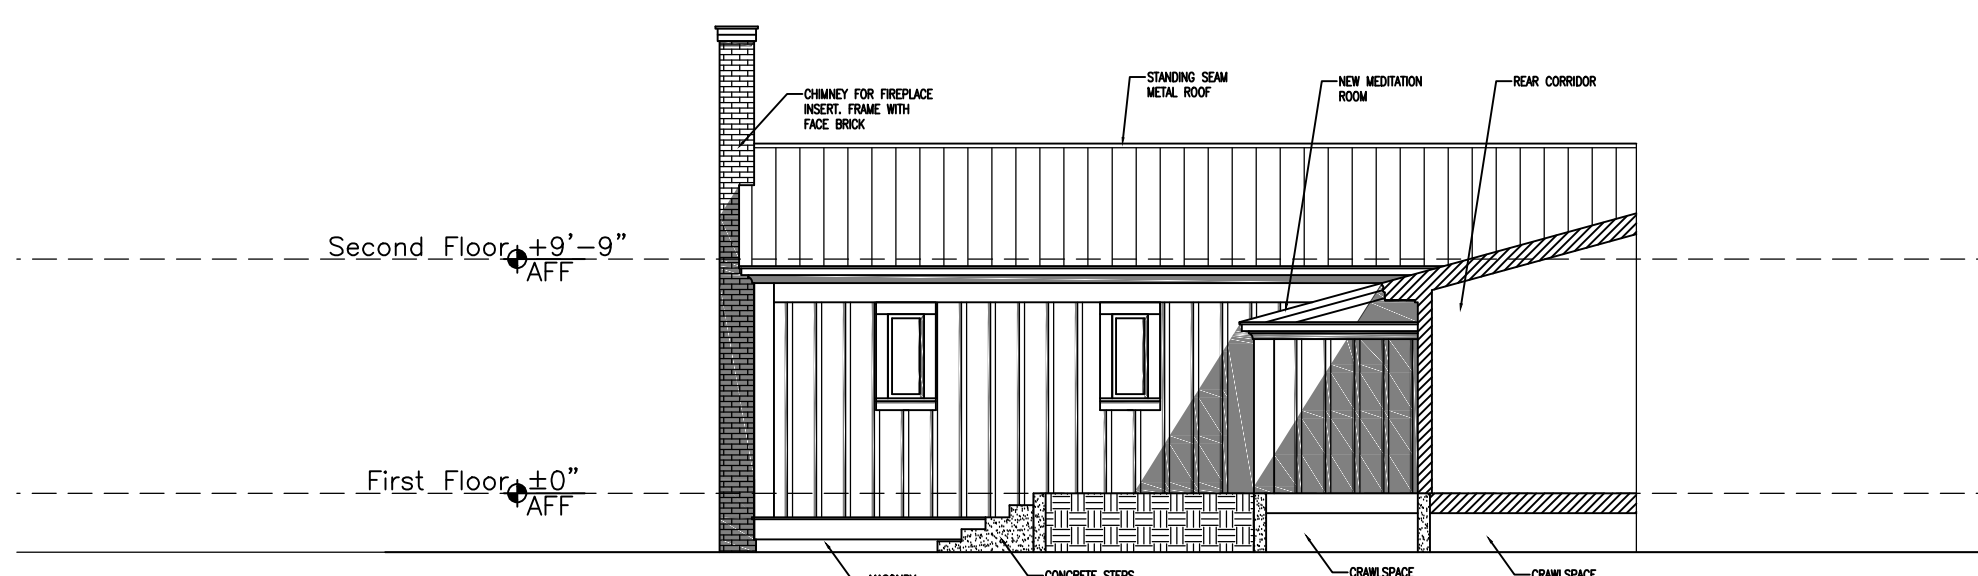 STANDING SEAM
METAL ROOF
NEW MEDITATION
ROOM
REAR CORRIDOR
CHIMNEY FOR FIREPLACE
INSERT. FRAME WITH
FACE BRICK
Second Floor +9'-9"
AFF
First Floor ±0"
AFF
MASONRY
CONCRETE STEPS
CRAWLSPACE
CRAWLSPACE